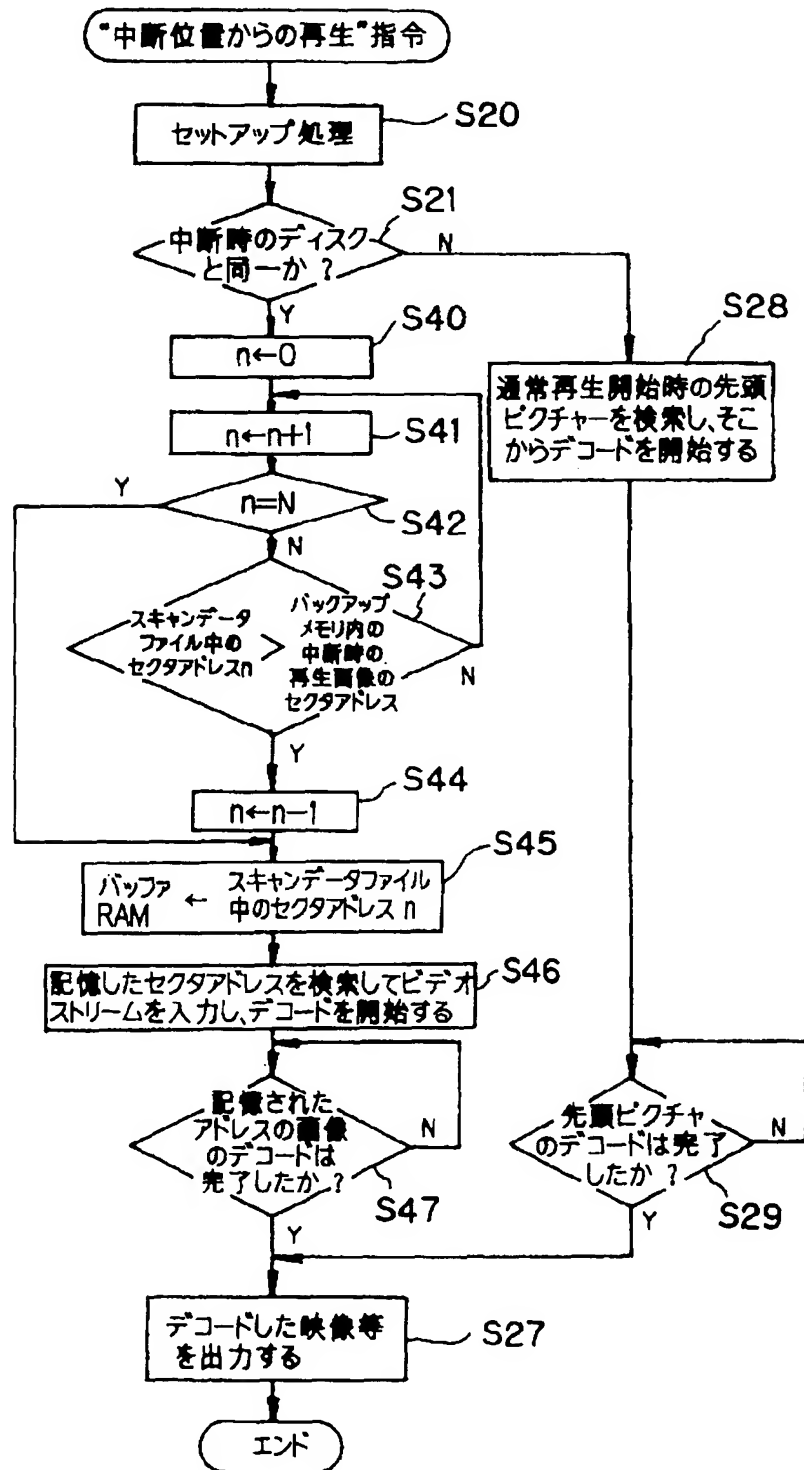 “中断位置からの再生”指令
セットアップ処理
S20
中断時のディスク
と同一か？
S21
N
Y
n←0
S40
n←n+1
S41
n=N
S42
Y
N
スキャンデータ
ファイル中の
セクタアドレスn
>
バックアップ
メモリ内の
中断時の
再生画像の
セクタアドレス
S43
N
Y
n←n−1
S44
バッファ
RAM
←
スキャンデータファイル
中のセクタアドレス n
S45
記憶したセクタアドレスを検索してビデオ
ストリームを入力し、デコードを開始する
S46
記憶された
アドレスの画像
のデコードは
完了したか？
S47
N
Y
S28
通常再生開始時の先頭
ピクチャーを検索し、そこ
からデコードを開始する
先頭ピクチャ
のデコードは完了
したか？
S29
N
Y
デコードした映像等
を出力する
S27
エンド